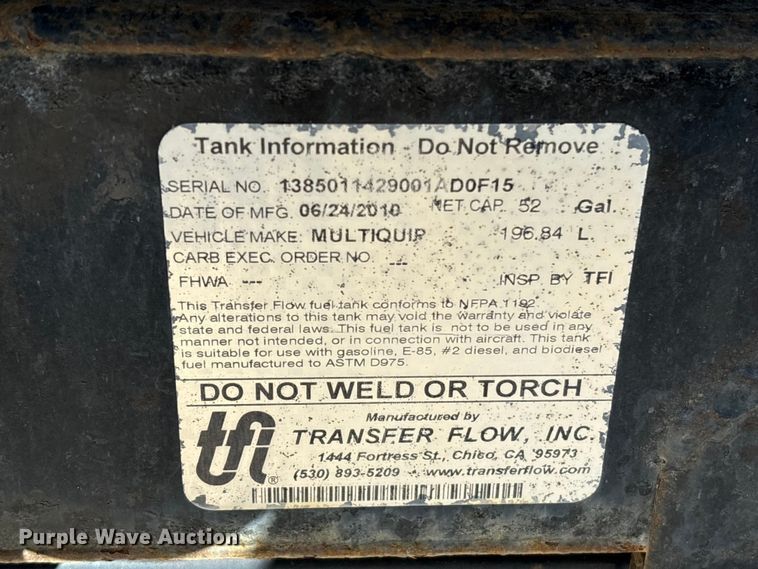 Tank Information - Do Not Remove
SERIAL NO. 1385011429001AD0F15
DATE OF MFG. 06/24/2010 NET CAP. 52 Gal.
VEHICLE MAKE: MULTIQUIP 196.84 L
CARB EXEC. ORDER NO. ---
FHWA --- INSP BY TFI
This Transfer Flow fuel tank conforms to NFPA 1192
Any alterations to this tank may void the warranty and violate
state and federal laws. This fuel tank is not to be used in any
manner not intended, or in connection with aircraft. This tank
is suitable for use with gasoline, E-85, #2 diesel, and biodiesel
fuel manufactured to ASTM D975.
DO NOT WELD OR TORCH
tfi ®
Manufactured by
TRANSFER FLOW, INC.
1444 Fortress St., Chico, CA 95973
(530) 893-5209 - www.transferflow.com
Purple Wave Auction